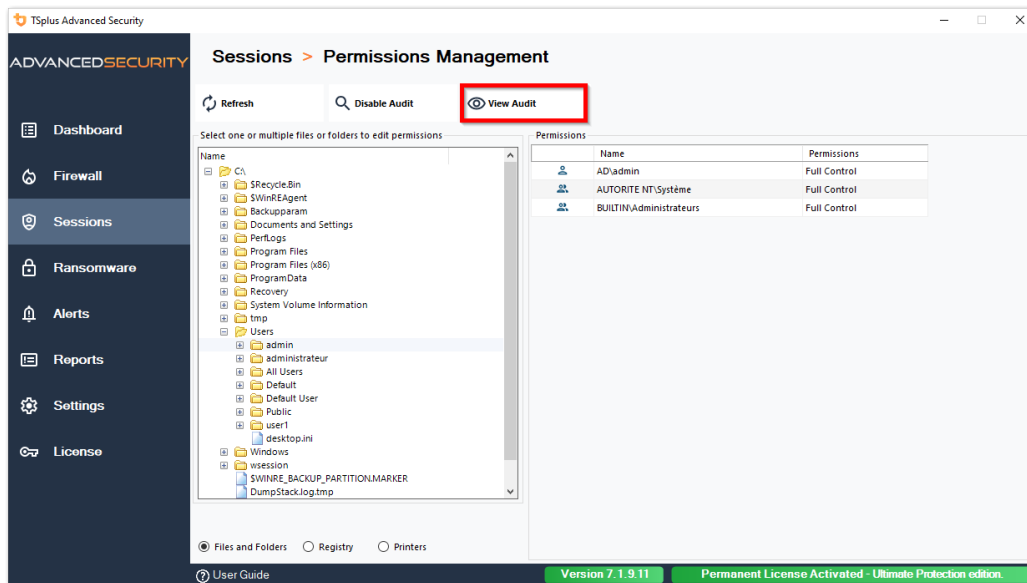 TSplus Advanced Security
ADVANCEDSECURITY
Dashboard
Firewall
Sessions
Ransomware
Alerts
Reports
Settings
License
Sessions > Permissions Management
Refresh
Disable Audit
View Audit
Select one or multiple files or folders to edit permissions
Name
C:\
$Recycle.Bin
$WinREAgent
Backupparam
Documents and Settings
PerfLogs
Program Files
Program Files (x86)
ProgramData
Recovery
System Volume Information
tmp
Users
admin
administrateur
All Users
Default
Default User
Public
user1
desktop.ini
Windows
wsession
$WINRE_BACKUP_PARTITION.MARKER
DumpStack.log.tmp
Files and Folders Registry Printers
Permissions
Name Permissions
AD\admin Full Control
AUTORITE NT\Système Full Control
BUILTIN\Administrateurs Full Control
User Guide
Version 7.1.9.11
Permanent License Activated - Ultimate Protection edition.